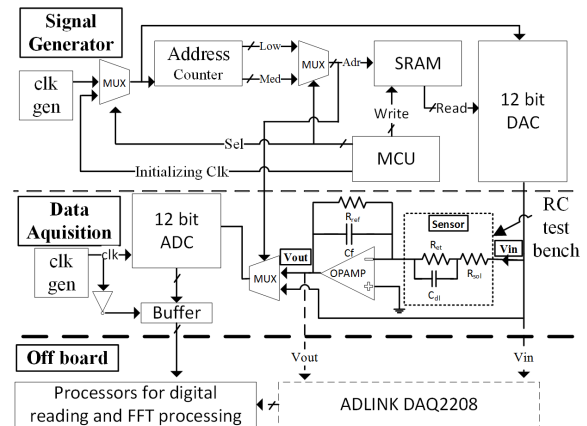 Signal
Generator
clk
gen
MUX
Address
Counter
Low
Med
MUX
Adr
SRAM
Read
Write
12 bit
DAC
Sel
MCU
Initializing Clk
Data
Aquisition
clk
gen
clk
12 bit
ADC
Buffer
MUX
Vout
Rref
Cf
OPAMP
Sensor
Ret
Cdl
Rsol
Vin
RC
test
bench
Off board
Vout
Vin
Processors for digital
reading and FFT processing
ADLINK DAQ2208